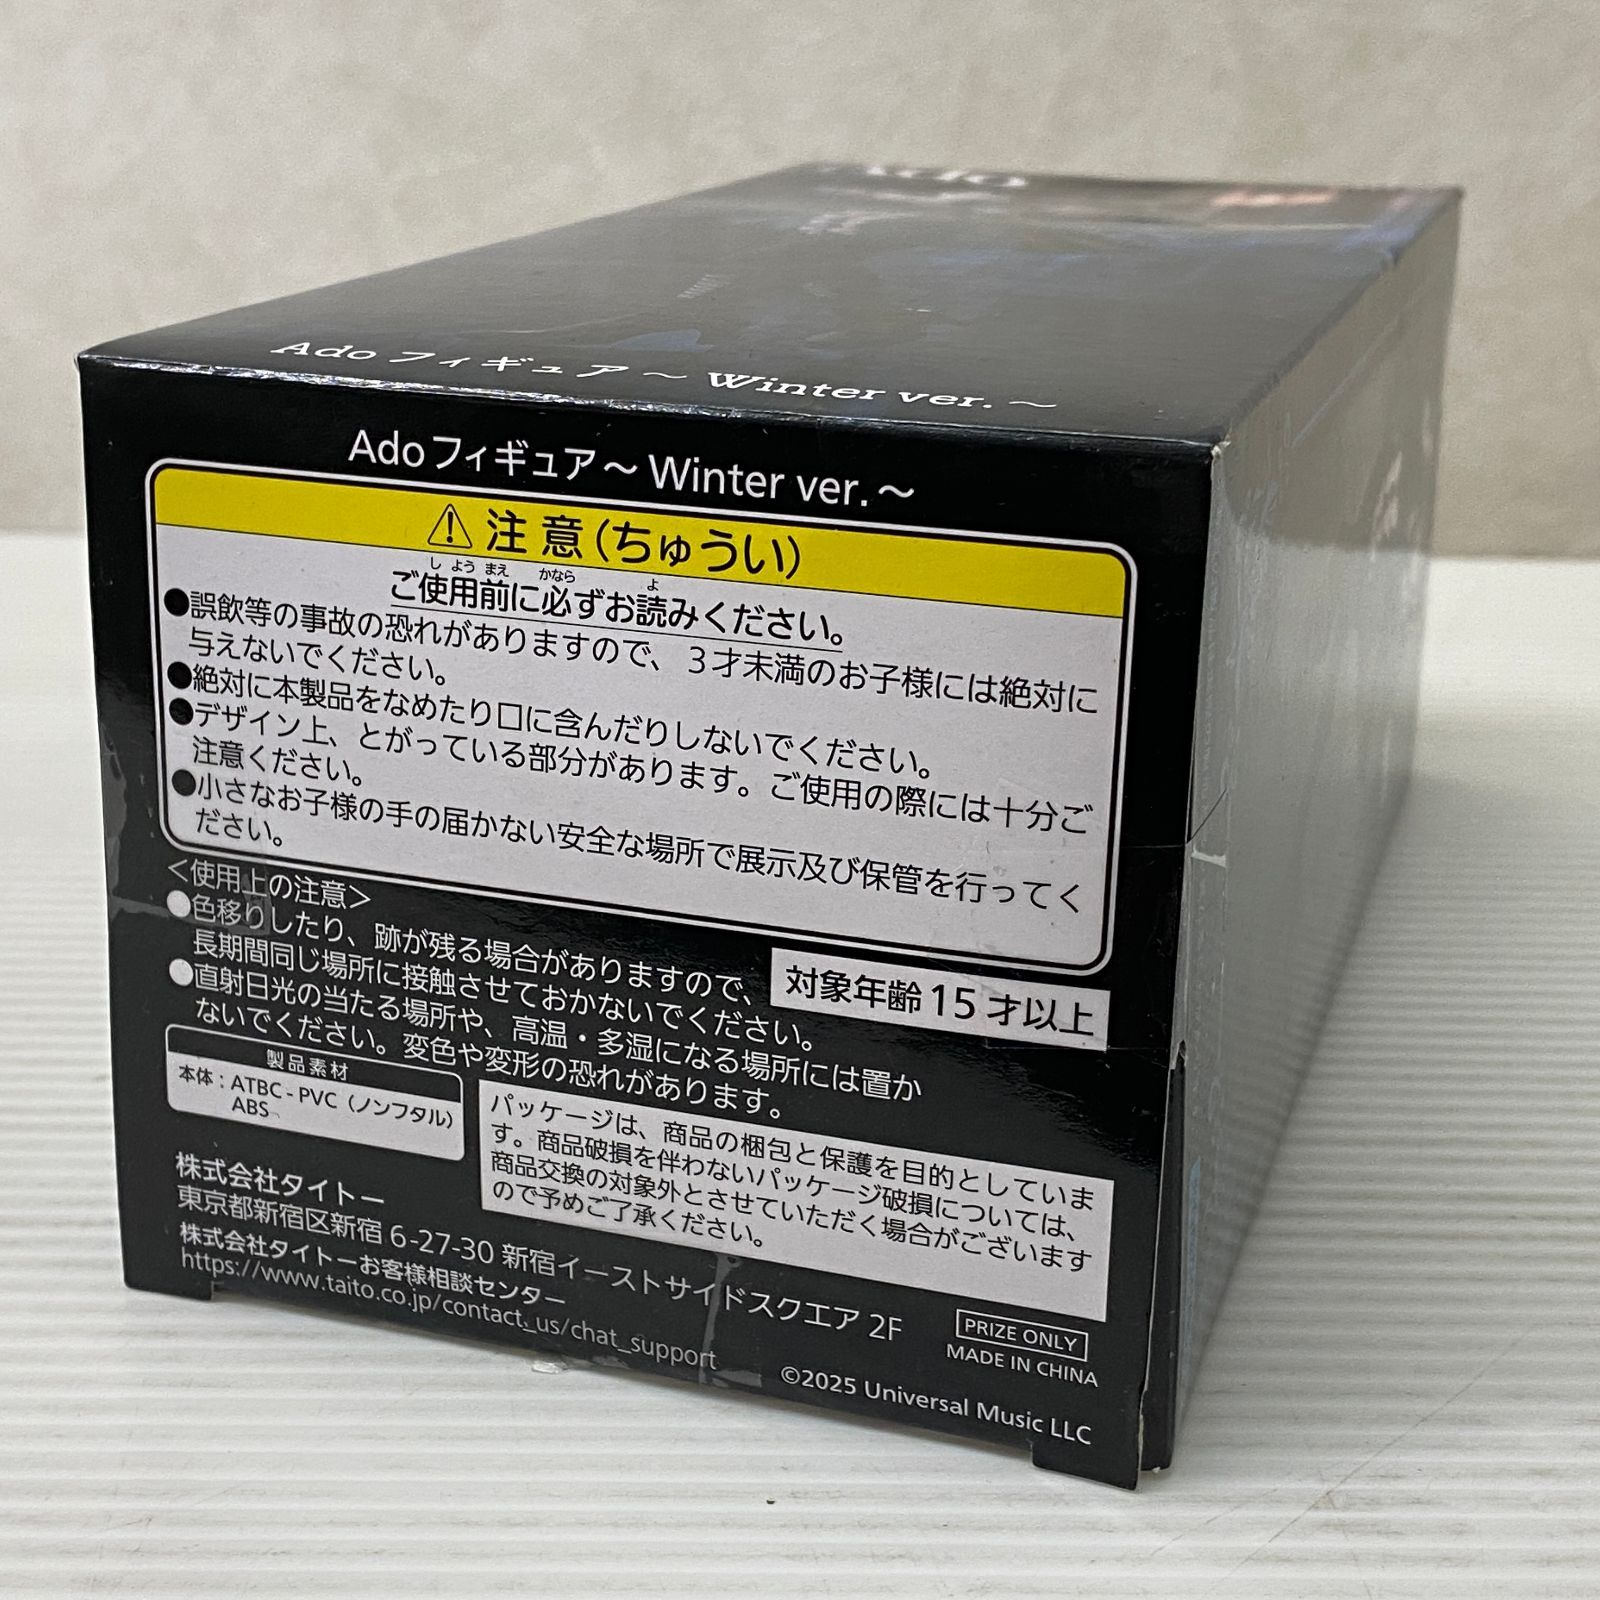 Ado
Ado フィギュア ～ Winter ver. ～
Ado フィギュア～ Winter ver. ～
注 意（ちゅうい）
し よう まえ かなら よ
ご使用前に必ずお読みください。
●誤飲等の事故の恐れがありますので、３才未満のお子様には絶対に
与えないでください。
●絶対に本製品をなめたり口に含んだりしないでください。
●デザイン上、とがっている部分があります。ご使用の際には十分ご
注意ください。
●小さなお子様の手の届かない安全な場所で展示及び保管を行ってく
ださい。
＜使用上の注意＞
●色移りしたり、跡が残る場合がありますので、
長期間同じ場所に接触させておかないでください。
●直射日光の当たる場所や、高温・多湿になる場所には置か
ないでください。変色や変形の恐れがあります。
対象年齢 15 才以上
製品素材
本体：ATBC - PVC（ノンフタル）
ABS
パッケージは、商品の梱包と保護を目的としていま
す。商品破損を伴わないパッケージ破損については、
商品交換の対象外とさせていただく場合がございます
ので予めご了承ください。
株式会社タイトー
東京都新宿区新宿 6-27-30 新宿イーストサイドスクエア 2F
株式会社タイトーお客様相談センター
https://www.taito.co.jp/contact_us/chat_support
PRIZE ONLY
MADE IN CHINA
©2025 Universal Music LLC